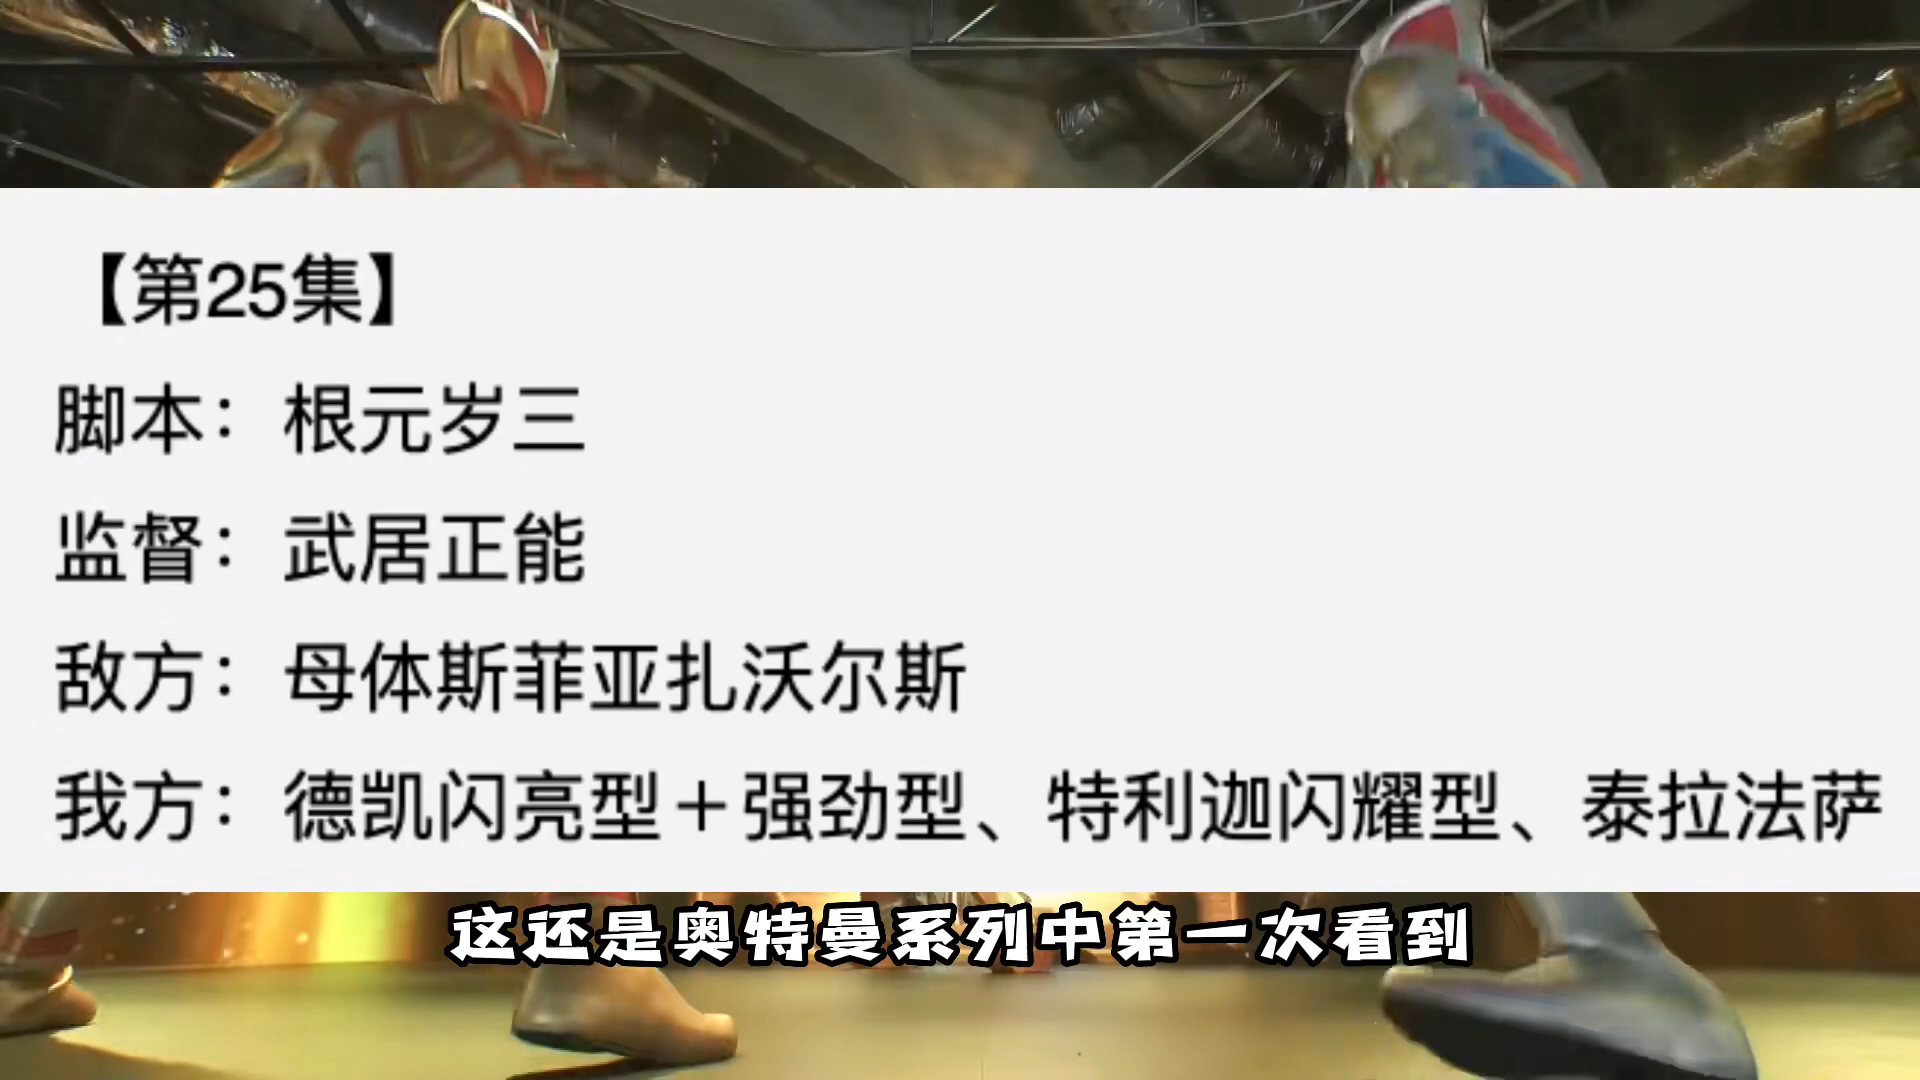 【第25集】
脚本：根元岁三
监督：武居正能
敌方：母体斯菲亚扎沃尔斯
我方：德凯闪亮型＋强劲型、特利迦闪耀型、泰拉法萨
这还是奥特曼系列中第一次看到